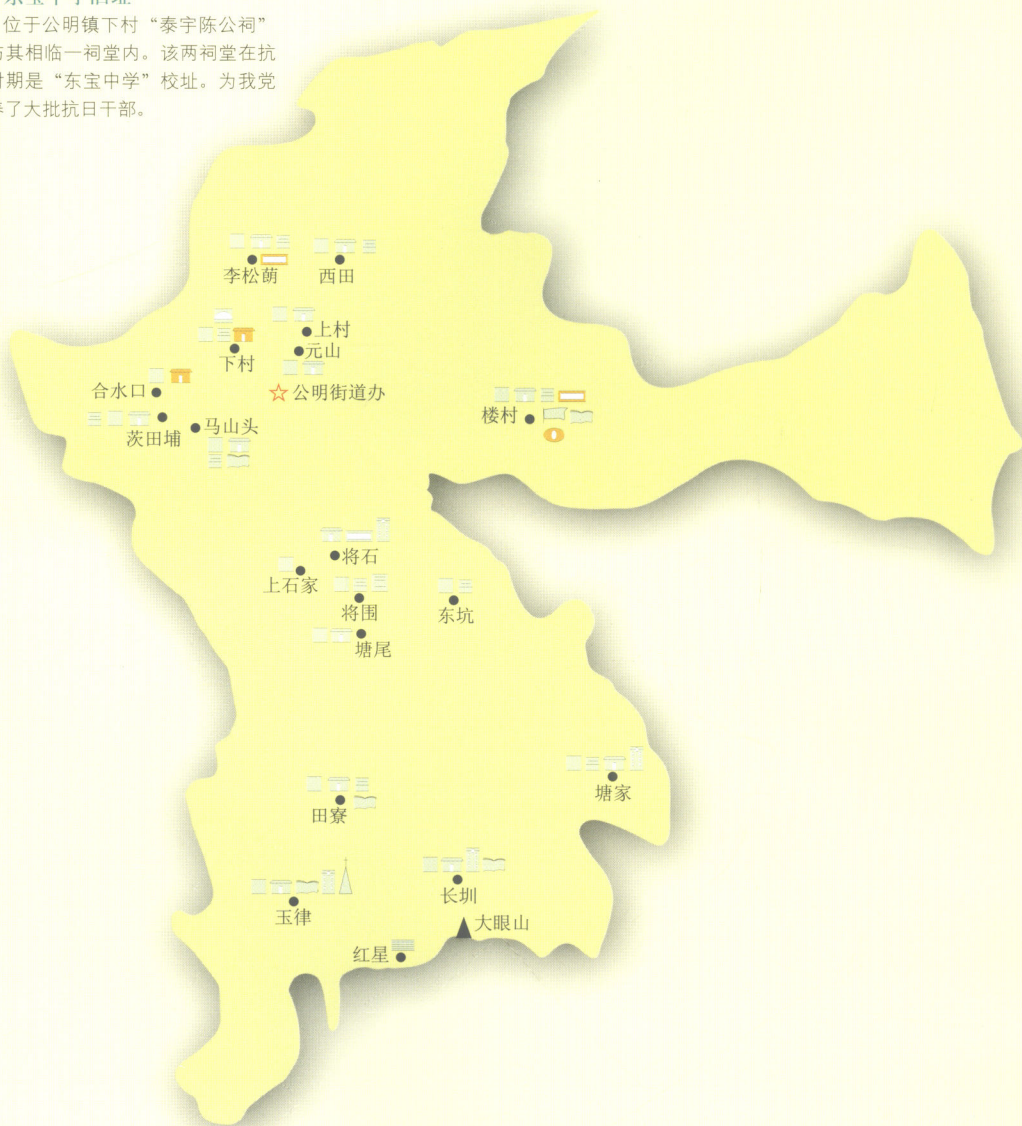 位于公明镇下村“泰宇陈公祠”
其相临一祠堂内。该两祠堂在抗
时期是“东宝中学”校址。为我党
了大批抗日干部。
李松蓢
西田
上村
下村
元山
合水口
公明街道办
楼村
茨田埔
马山头
将石
上石家
将围
东坑
塘尾
塘家
田寮
长圳
玉律
大眼山
红星